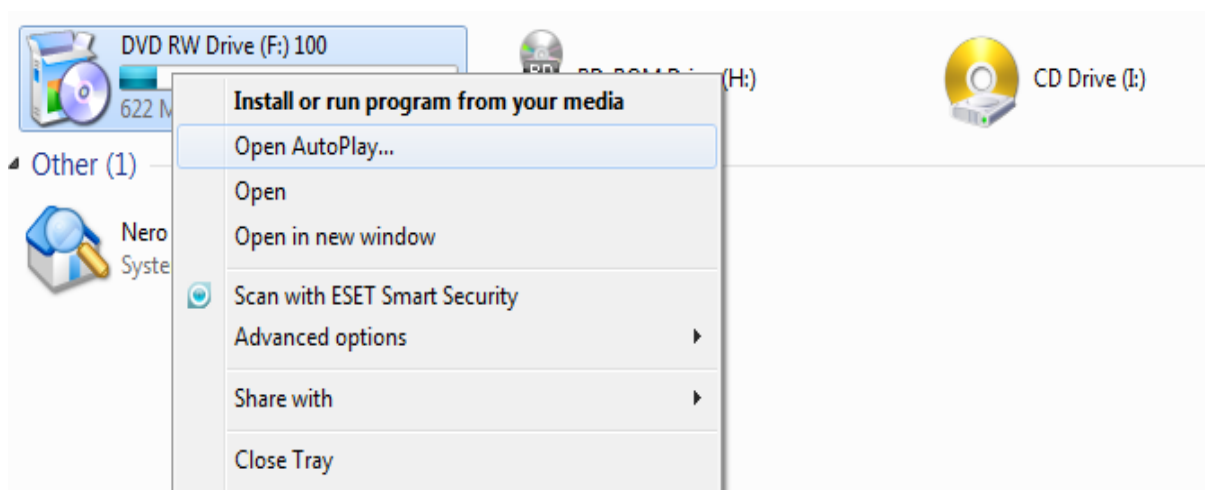 DVD RW Drive (F:) 100
622 M
(H:)
CD Drive (I:)
Install or run program from your media
Open AutoPlay...
Other (1)
Open
Nero
Open in new window
Syste
Scan with ESET Smart Security
Advanced options
Share with
Close Tray